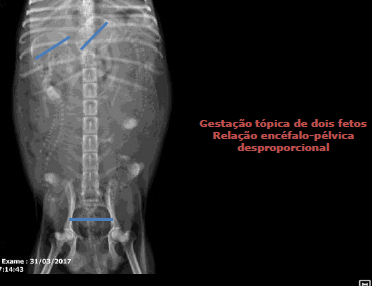 Gestação tópica de dois fetos
Relação encéfalo-pélvica
desproporcional
Exame : 31/03/2017
7:14:43